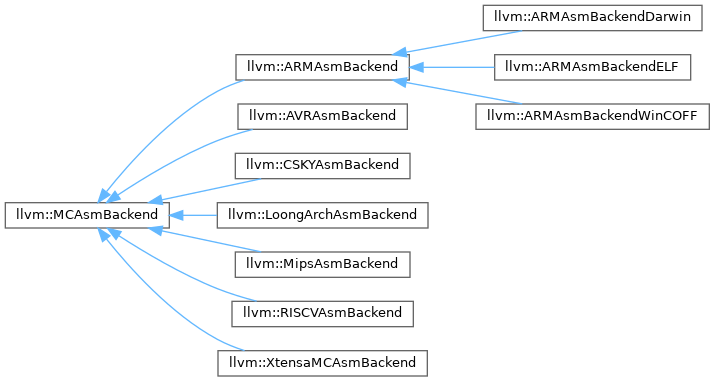 llvm::ARMAsmBackendDarwin
llvm::ARMAsmBackend
llvm::ARMAsmBackendELF
llvm::ARMAsmBackendWinCOFF
llvm::AVRAsmBackend
llvm::CSKYAsmBackend
llvm::MCAsmBackend
llvm::LoongArchAsmBackend
llvm::MipsAsmBackend
llvm::RISCVAsmBackend
llvm::XtensaMCAsmBackend